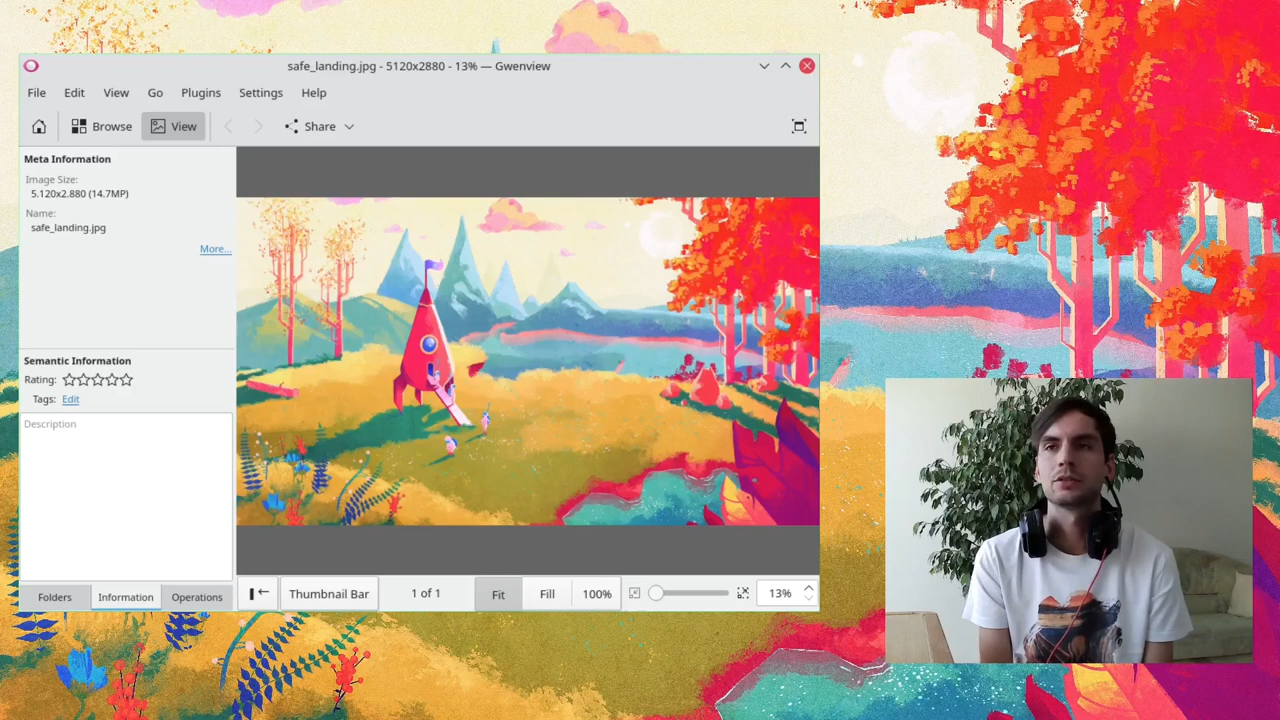 safe_landing.jpg - 5120x2880 - 13% — Gwenview
File Edit View Go Plugins Settings Help
Browse View Share
Meta Information
Image Size:
5.120x2.880 (14.7MP)
Name:
safe_landing.jpg
More...
Semantic Information
Rating:
Tags: Edit
Description
Folders Information Operations
Thumbnail Bar 1 of 1 Fit Fill 100% 13%